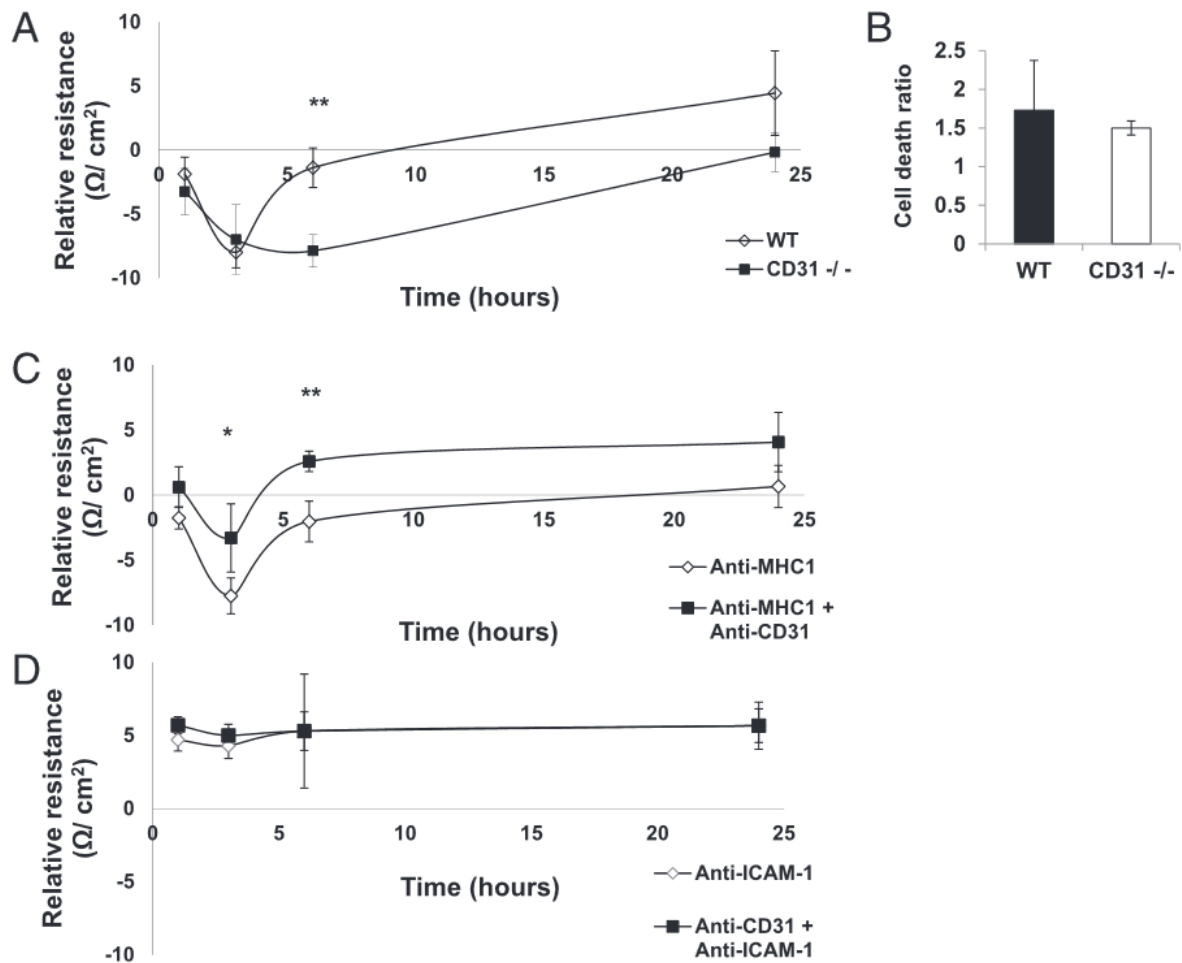 A
Relative resistance
(Ω/ cm²)
10
5
0
-5
-10
0
5
10
15
20
25
**
WT
CD31 -/ -
Time (hours)
B
Cell death ratio
2.5
2
1.5
1
0.5
0
WT
CD31 -/-
C
Relative resistance
(Ω/ cm²)
10
5
0
-5
-10
0
5
10
15
20
25
*
**
Anti-MHC1
Anti-MHC1 +
Anti-CD31
Time (hours)
D
Relative resistance
(Ω/ cm²)
10
5
0
-5
-10
0
5
10
15
20
25
Time (hours)
Anti-ICAM-1
Anti-CD31 +
Anti-ICAM-1